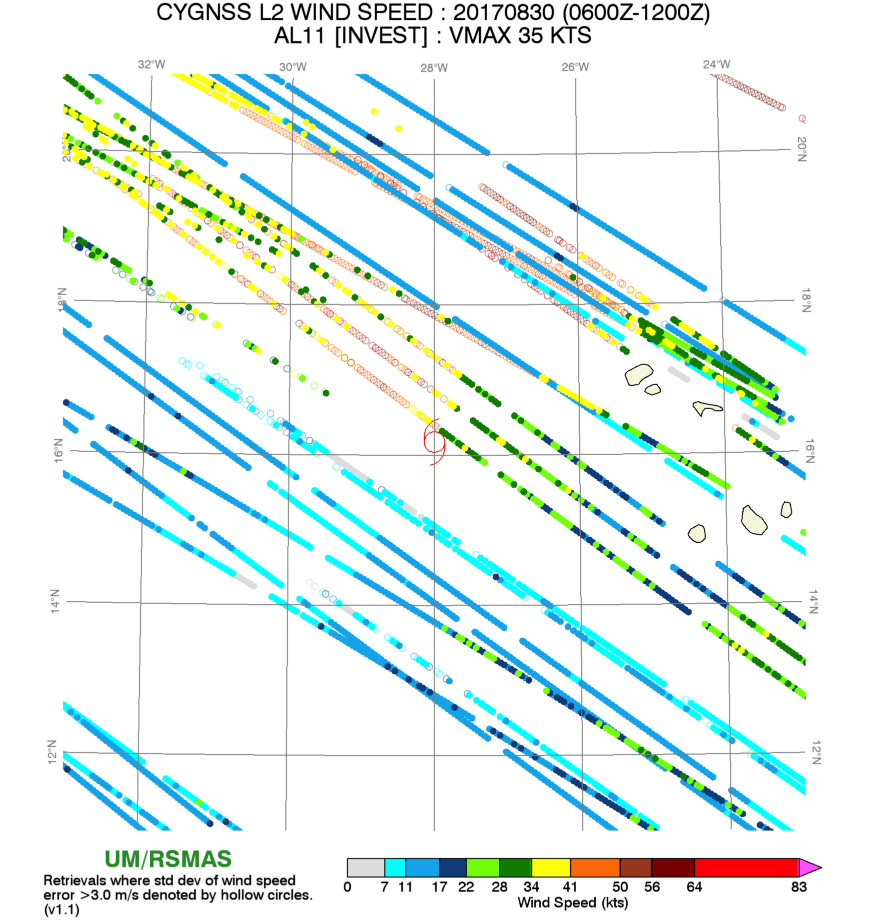 CYGNSS L2 WIND SPEED : 20170830 (0600Z-1200Z)
AL11 [INVEST] : VMAX 35 KTS
32°W 30°W 28°W 26°W 24°W
20°N 20°N
18°N 18°N
16°N 16°N
14°N 14°N
12°N 12°N
UM/RSMAS
Retrievals where std dev of wind speed
error >3.0 m/s denoted by hollow circles.
(v1.1)
0 7 11 17 22 28 34 41 50 56 64 83
Wind Speed (kts)